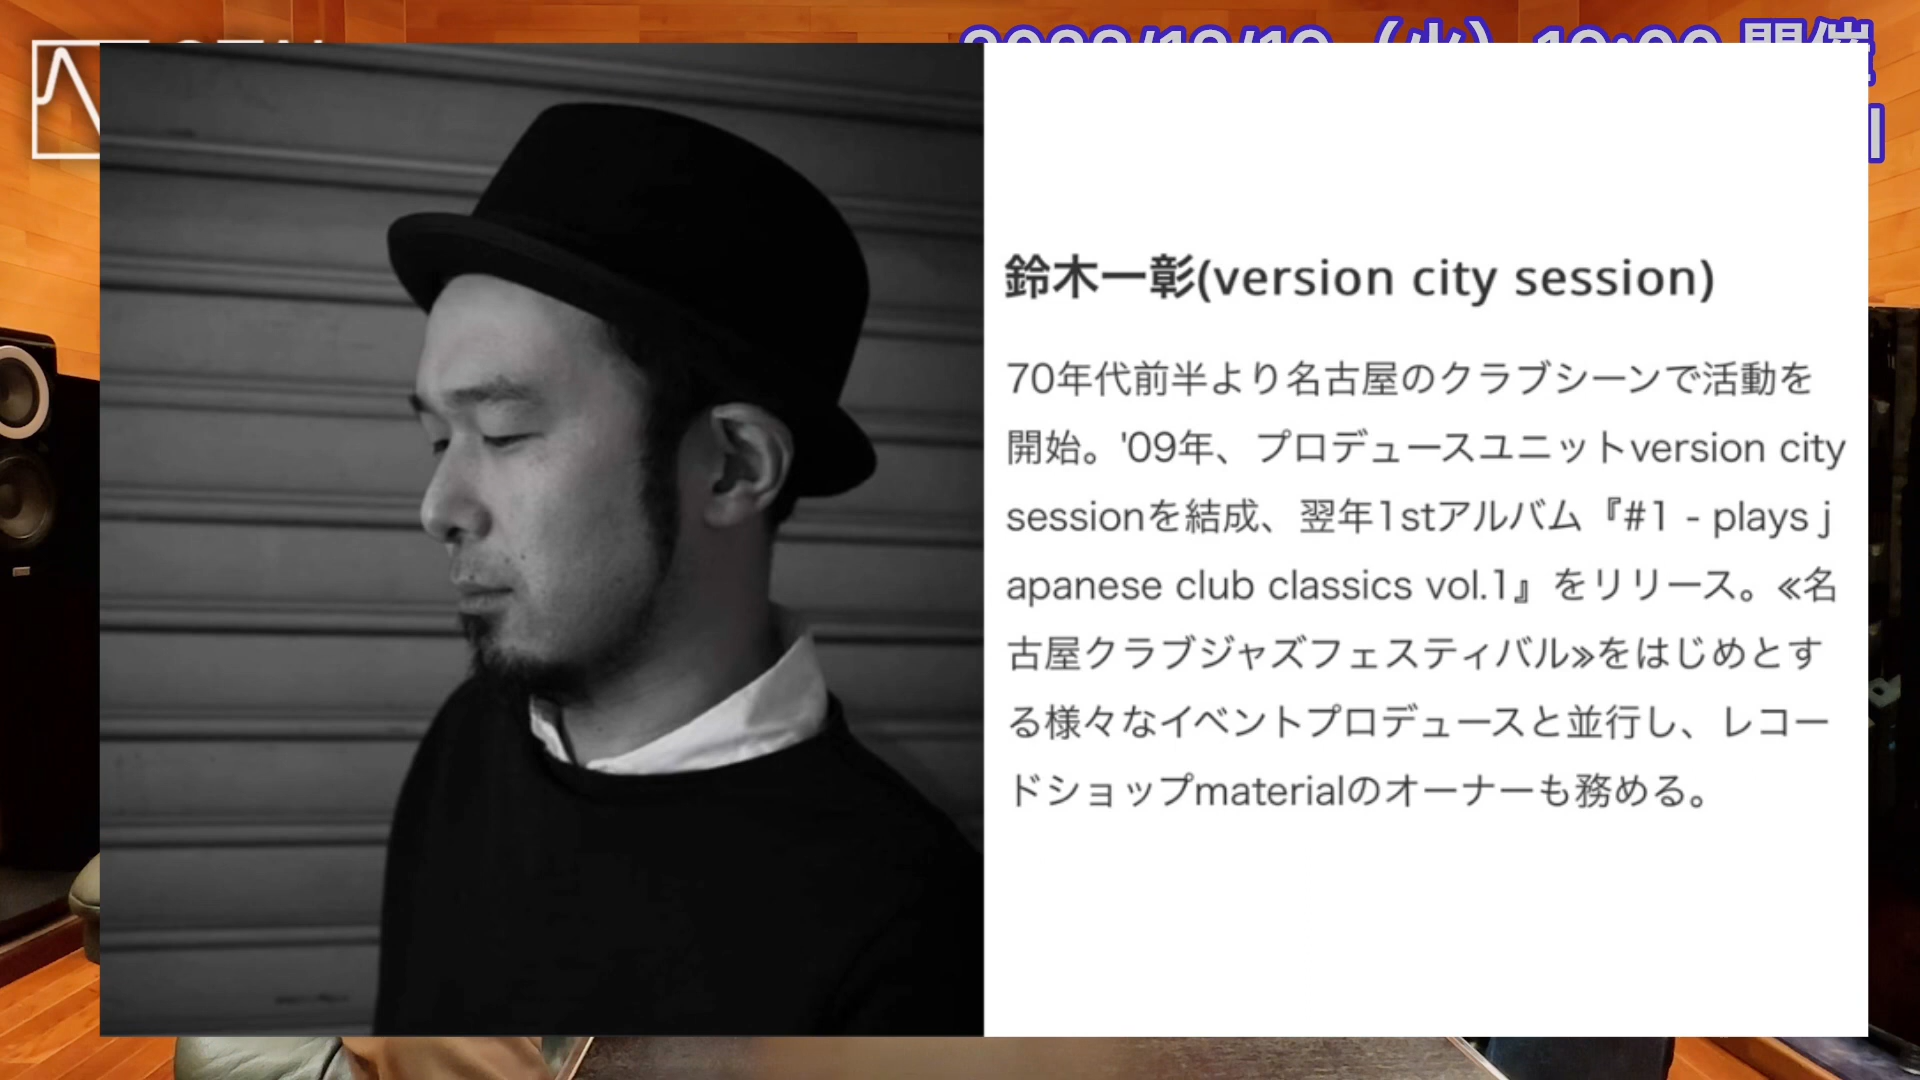 開催
鈴木一彰(version city session)
70年代前半より名古屋のクラブシーンで活動を
開始。'09年、プロデュースユニットversion city
sessionを結成、翌年1stアルバム『#1 - plays j
apanese club classics vol.1』をリリース。≪名
古屋クラブジャズフェスティバル≫をはじめとす
る様々なイベントプロデュースと並行し、レコー
ドショップmaterialのオーナーも務める。